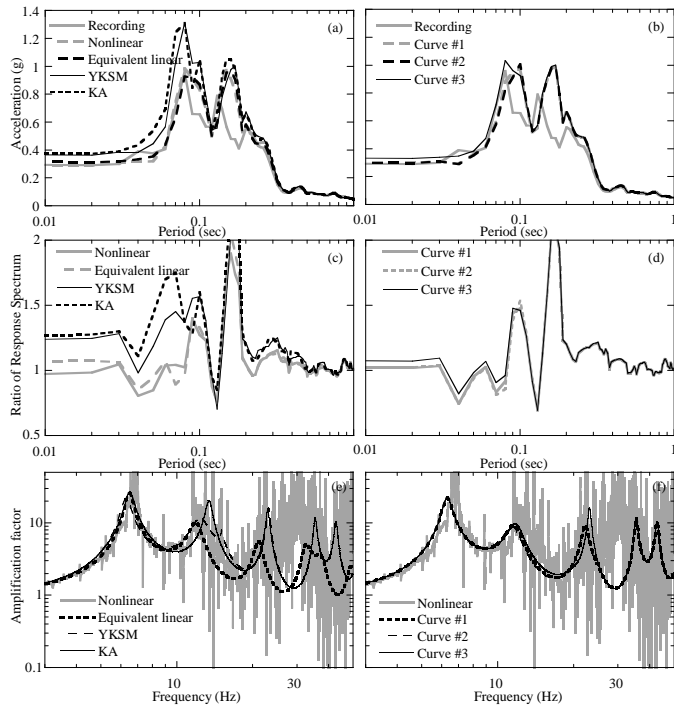 1.4
1.2
1
0.8
0.6
0.4
0.2
0
Acceleration (g)
(a)
Recording
Nonlinear
Equivalent linear
YKSM
KA
0.01
0.1
1
Period (sec)
(b)
Recording
Curve #1
Curve #2
Curve #3
0.01
0.1
1
Period (sec)
2
1.5
1
0.5
Ratio of Response Spectrum
(c)
Nonlinear
Equivalent linear
YKSM
KA
0.01
0.1
1
Period (sec)
(d)
Curve #1
Curve #2
Curve #3
0.01
0.1
1
Period (sec)
10
1
0.1
Amplification factor
(e)
Nonlinear
Equivalent linear
YKSM
KA
10
30
Frequency (Hz)
(f)
Nonlinear
Curve #1
Curve #2
Curve #3
10
30
Frequency (Hz)